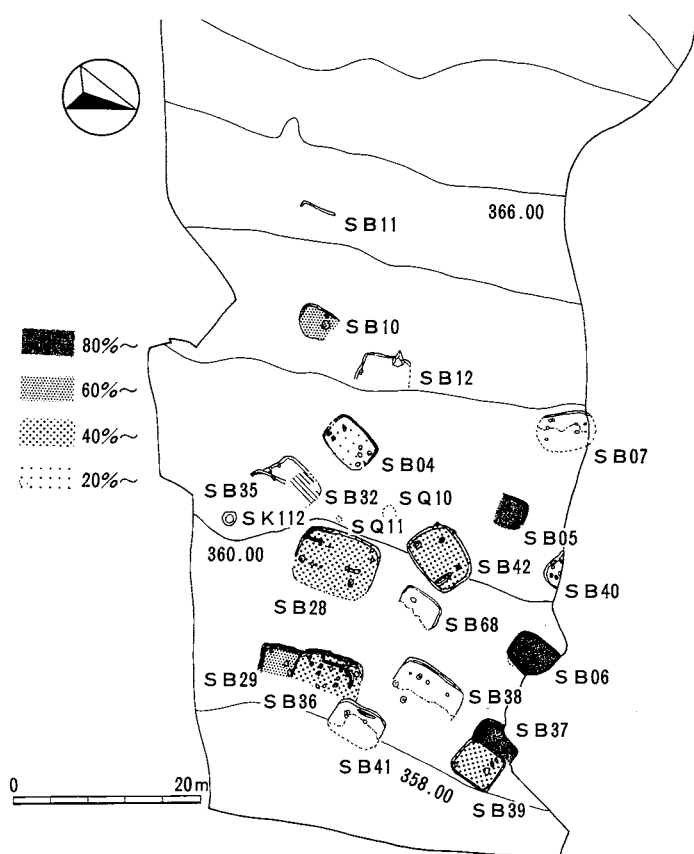 366.00
SB11
SB10
80%~
60%~
40%~
20%~
SB12
SB07
SB04
SB35
SB32
SQ10
SK112
SQ11
SB05
360.00
SB42
SB40
SB28
SB68
SB06
SB29
SB36
SB38
SB37
SB41
358.00
SB39
0 20m